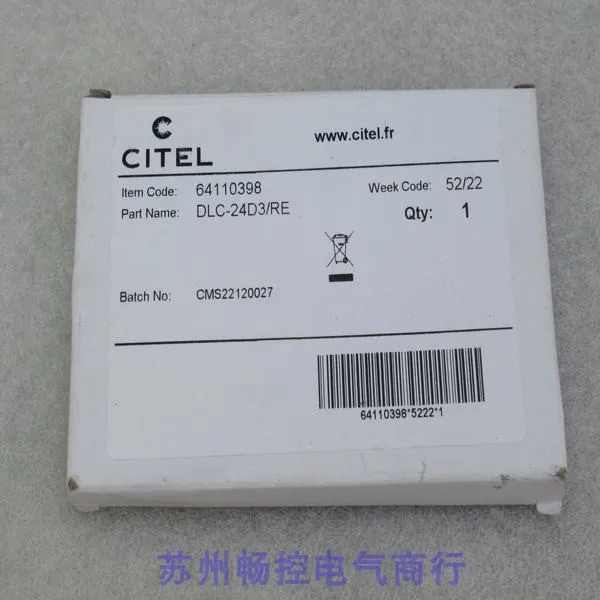 CITEL
www.citel.fr
Item Code: 64110398 Week Code: 52/22
Part Name: DLC-24D3/RE Qty: 1
Batch No: CMS22120027
64110398*5222*1
苏州畅控电气商行